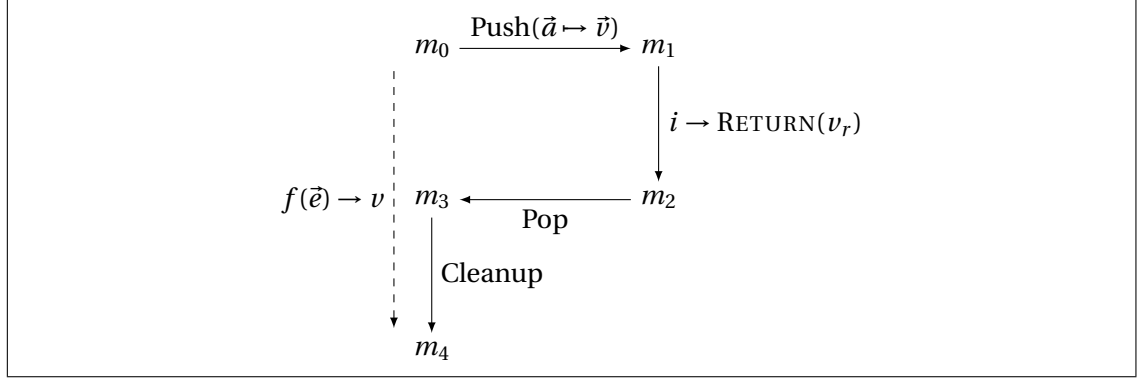 Push(a⃗ ↦ v⃗)
m₀ m₁
i → RETURN(vᵣ)
f(e⃗) → v m₃ m₂
Pop
Cleanup
m₄